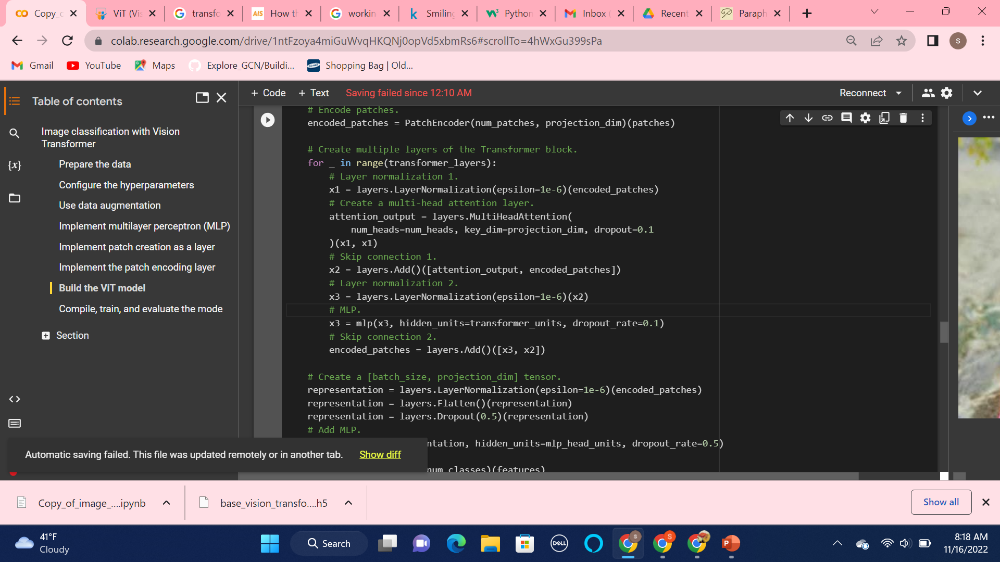 Copy_c
ViT (Vis
transfo
AIS
How th
workin
k
Smiling
Python
Inbox (
Recent
Paraph
colab.research.google.com/drive/1ntFzoya4miGuWvqHKQNj0opVd5xbmRs6#scrollTo=4hWxGu399sPa
s
Gmail
YouTube
Maps
Explore_GCN/Buildi...
Shopping Bag | Old...
Table of contents
+ Code
+ Text
Saving failed since 12:10 AM
Reconnect
Image classification with Vision
Transformer
Prepare the data
Configure the hyperparameters
Use data augmentation
Implement multilayer perceptron (MLP)
Implement patch creation as a layer
Implement the patch encoding layer
Build the ViT model
Compile, train, and evaluate the mode
Section
{x}
# Encode patches.
encoded_patches = PatchEncoder(num_patches, projection_dim)(patches)
# Create multiple layers of the Transformer block.
for _ in range(transformer_layers):
# Layer normalization 1.
x1 = layers.LayerNormalization(epsilon=1e-6)(encoded_patches)
# Create a multi-head attention layer.
attention_output = layers.MultiHeadAttention(
num_heads=num_heads, key_dim=projection_dim, dropout=0.1
)(x1, x1)
# Skip connection 1.
x2 = layers.Add()([attention_output, encoded_patches])
# Layer normalization 2.
x3 = layers.LayerNormalization(epsilon=1e-6)(x2)
# MLP.
x3 = mlp(x3, hidden_units=transformer_units, dropout_rate=0.1)
# Skip connection 2.
encoded_patches = layers.Add()([x3, x2])
# Create a [batch_size, projection_dim] tensor.
representation = layers.LayerNormalization(epsilon=1e-6)(encoded_patches)
representation = layers.Flatten()(representation)
representation = layers.Dropout(0.5)(representation)
# Add MLP.
ntation, hidden_units=mlp_head_units, dropout_rate=0.5)
num_classes)(features)
Automatic saving failed. This file was updated remotely or in another tab.
Show diff
Copy_of_image_....ipynb
base_vision_transfo....h5
Show all
41°F
Cloudy
Search
DELL
S
S
P
8:18 AM
11/16/2022